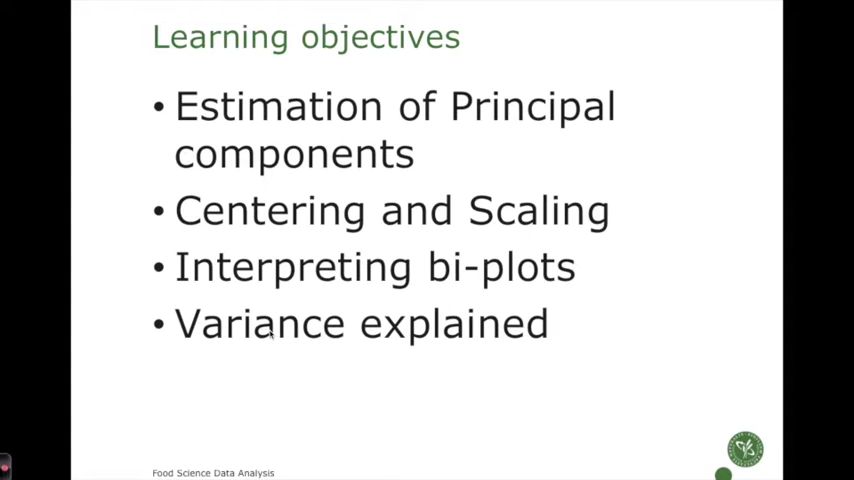 Learning objectives
• Estimation of Principal
components
• Centering and Scaling
• Interpreting bi-plots
• Variance explained
Food Science Data Analysis